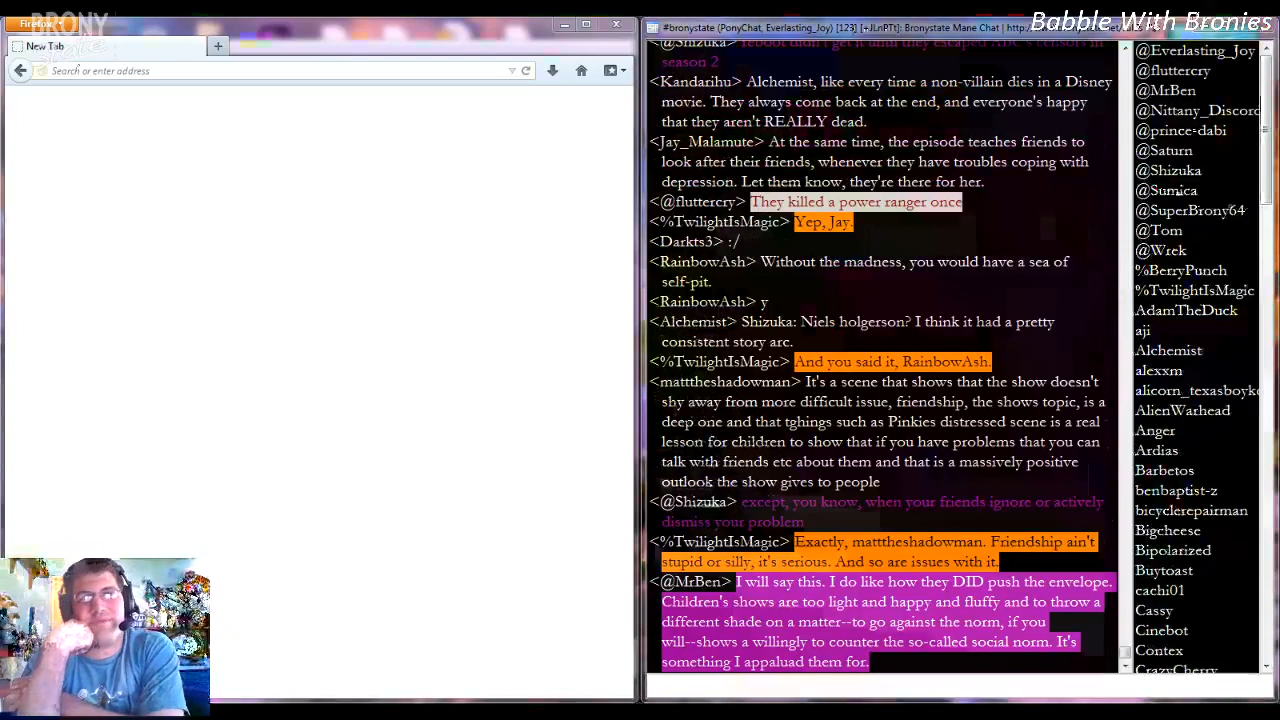 BRONY
state
Babble With Bronies
Firefox
New Tab
Search or enter address
#bronystate (PonyChat, Everlasting_Joy) [123] [+JLnPTt]: Bronystate Mane Chat | http://
season 2
<Kandarihu> Alchemist, like every time a non-villain dies in a Disney
movie. They always come back at the end, and everyone's happy
that they aren't REALLY dead.
<Jay_Malamute> At the same time, the episode teaches friends to
look after their friends, whenever they have troubles coping with
depression. Let them know, they're there for her.
<@fluttercry> They killed a power ranger once
<%TwilightIsMagic> Yep, Jay.
<Darkts3> :/
<RainbowAsh> Without the madness, you would have a sea of
self-pit.
<RainbowAsh> y
<Alchemist> Shizuka: Niels holgerson? I think it had a pretty
consistent story arc.
<%TwilightIsMagic> And you said it, RainbowAsh.
<matttheshadowman> It's a scene that shows that the show doesn't
shy away from more difficult issue, friendship, the shows topic, is a
deep one and that tghings such as Pinkies distressed scene is a real
lesson for children to show that if you have problems that you can
talk with friends etc about them and that is a massively positive
outlook the show gives to people
<@Shizuka> except, you know, when your friends ignore or actively
dismiss your problem
<%TwilightIsMagic> Exactly, matttheshadowman. Friendship ain't
stupid or silly, it's serious. And so are issues with it.
<@MrBen> I will say this. I do like how they DID push the envelope.
Children's shows are too light and happy and fluffy and to throw a
different shade on a matter--to go against the norm, if you
will--shows a willingly to counter the so-called social norm. It's
something I appaluad them for.
@Everlasting_Joy
@fluttercry
@MrBen
@Nittany_Discord
@prince-dabi
@Saturn
@Shizuka
@Sumica
@SuperBrony64
@Tom
@Wrek
%BerryPunch
%TwilightIsMagic
AdamTheDuck
aji
Alchemist
alexxm
alicorn_texasboyk
AlienWarhead
Anger
Ardias
Barbetos
benbaptist-z
bicyclerepairman
Bigcheese
Bipolarized
Buytoast
cachi01
Cassy
Cinebot
Contex
CrazyCherry